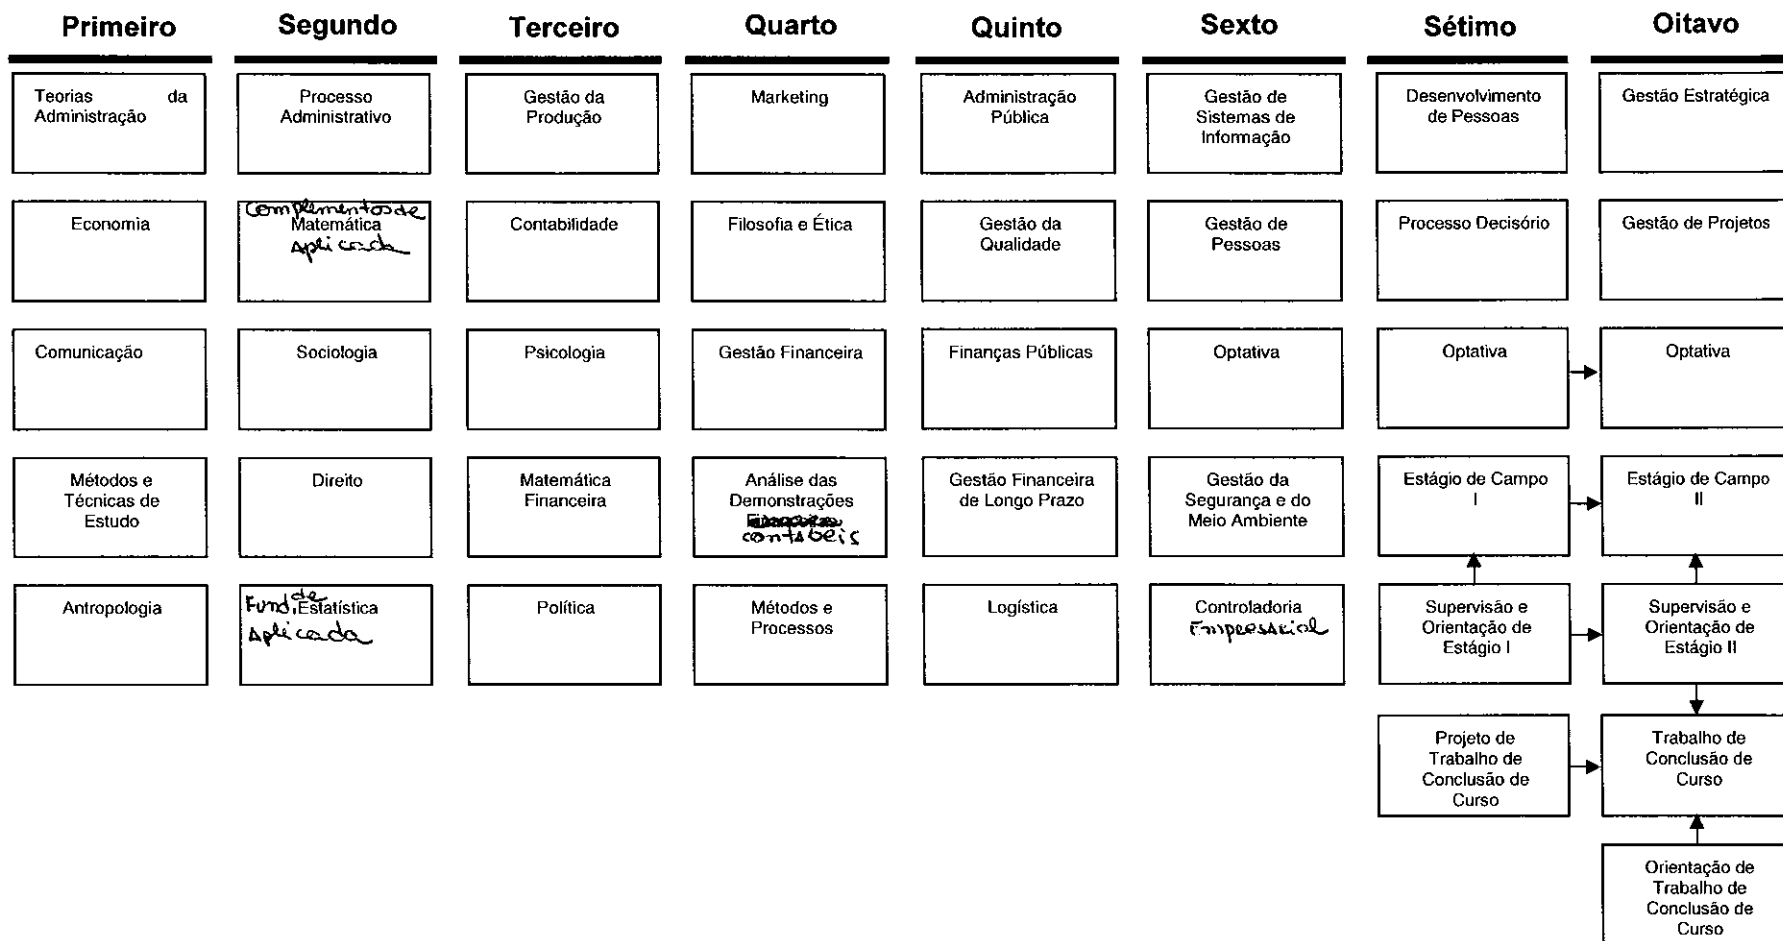 Primeiro
Segundo
Terceiro
Quarto
Quinto
Sexto
Sétimo
Oitavo
Teorias da
Administração
Processo
Administrativo
Gestão da
Produção
Marketing
Administração
Pública
Gestão de
Sistemas de
Informação
Desenvolvimento
de Pessoas
Gestão Estratégica
Economia
Complementos de
Matemática
Aplicada
Contabilidade
Filosofia e Ética
Gestão da
Qualidade
Gestão de
Pessoas
Processo Decisório
Gestão de Projetos
Comunicação
Sociologia
Psicologia
Gestão Financeira
Finanças Públicas
Optativa
Optativa
Optativa
Métodos e
Técnicas de
Estudo
Direito
Matemática
Financeira
Análise das
Demonstrações
contábeis
Gestão Financeira
de Longo Prazo
Gestão da
Segurança e do
Meio Ambiente
Estágio de Campo
I
Estágio de Campo
II
Antropologia
Fund. de Estatística
Aplicada
Política
Métodos e
Processos
Logística
Controladoria
Empresarial
Supervisão e
Orientação de
Estágio I
Supervisão e
Orientação de
Estágio II
Projeto de
Trabalho de
Conclusão de
Curso
Trabalho de
Conclusão de
Curso
Orientação de
Trabalho de
Conclusão de
Curso